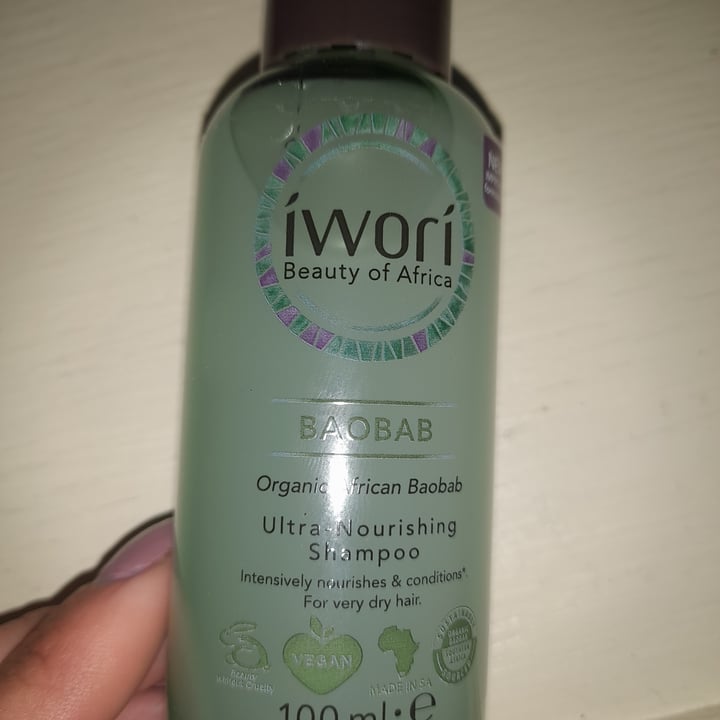 íworí
Beauty of Africa
BAOBAB
Organic African Baobab
Ultra-Nourishing
Shampoo
Intensively nourishes & conditions*.
For very dry hair.
VEGAN
MADE IN SA
100 ml • e